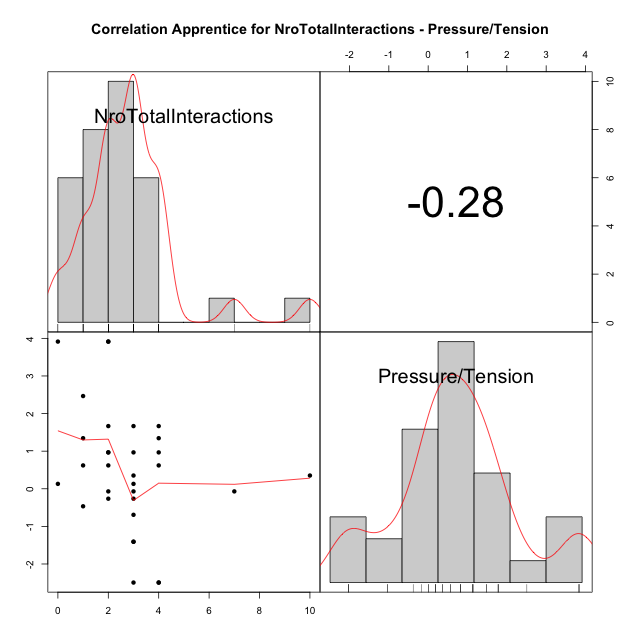 Correlation Apprentice for NroTotalInteractions - Pressure/Tension
-2 0 1 2 3 4
NroTotalInteractions
-0.28
10
8
6
4
2
0
4
3
2
1
0
-1
-2
Pressure/Tension
0 2 4 6 8 10